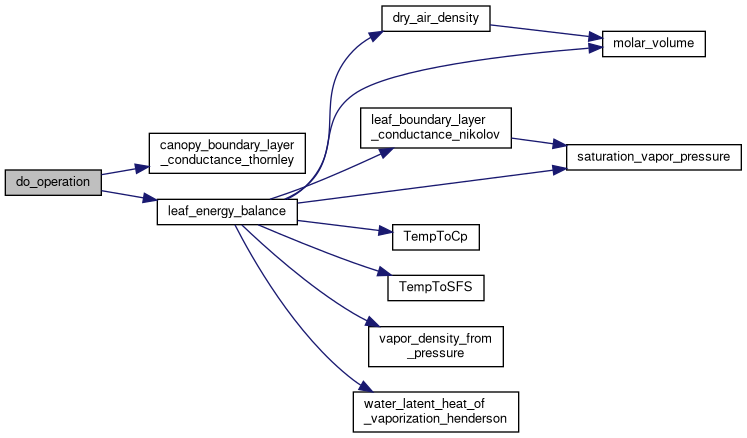 do_operation
canopy_boundary_layer
_conductance_thornley
leaf_energy_balance
dry_air_density
molar_volume
leaf_boundary_layer
_conductance_nikolov
saturation_vapor_pressure
TempToCp
TempToSFS
vapor_density_from
_pressure
water_latent_heat_of
_vaporization_henderson